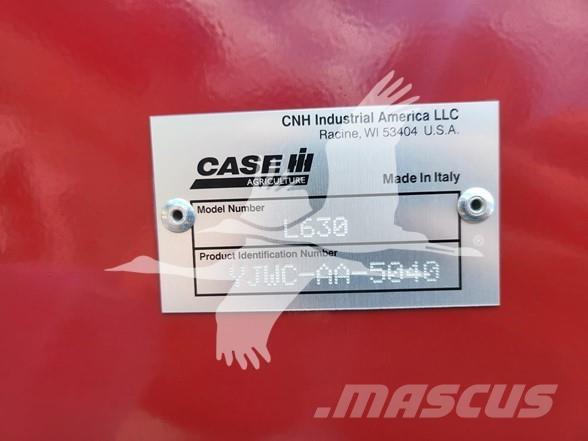 CNH Industrial America LLC
Racine, WI 53404 U.S.A.
CASE IH
AGRICULTURE
Made In Italy
Model Number
L630
Product Identification Number
YJWC-AA-5040
MASCUS